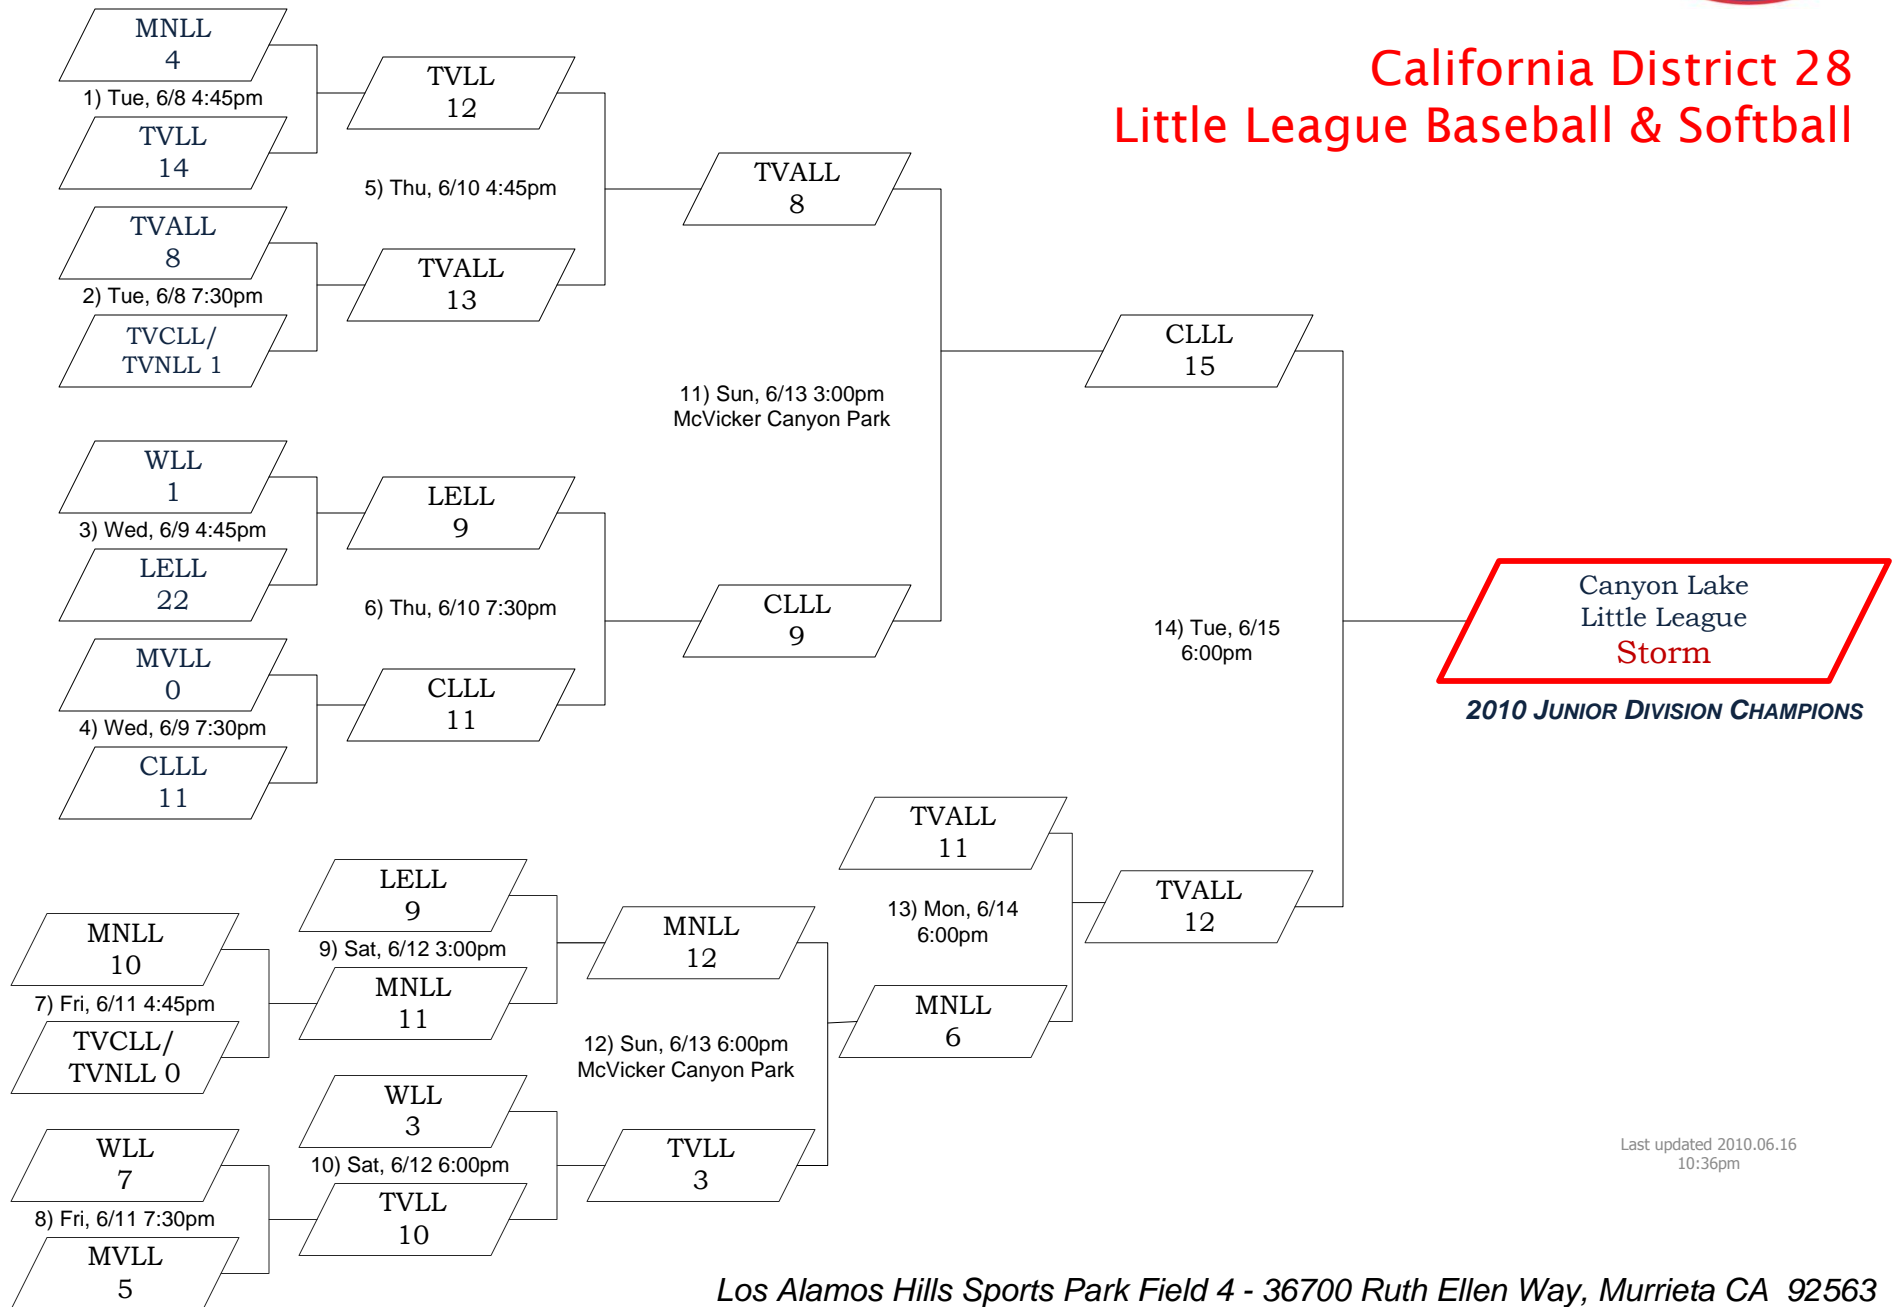 California District 28
Little League Baseball & Softball
MNLL
4
1) Tue, 6/8 4:45pm
TVLL
14
TVALL
8
2) Tue, 6/8 7:30pm
TVCLL/
TVNLL 1
WLL
1
3) Wed, 6/9 4:45pm
LELL
22
MVLL
0
4) Wed, 6/9 7:30pm
CLLL
11
TVLL
12
5) Thu, 6/10 4:45pm
TVALL
13
LELL
9
6) Thu, 6/10 7:30pm
CLLL
11
TVALL
8
11) Sun, 6/13 3:00pm
McVicker Canyon Park
CLLL
9
CLLL
15
14) Tue, 6/15
6:00pm
TVALL
12
Canyon Lake
Little League
Storm
2010 JUNIOR DIVISION CHAMPIONS
MNLL
10
7) Fri, 6/11 4:45pm
TVCLL/
TVNLL 0
WLL
7
8) Fri, 6/11 7:30pm
MVLL
5
LELL
9
9) Sat, 6/12 3:00pm
MNLL
11
WLL
3
10) Sat, 6/12 6:00pm
TVLL
10
MNLL
12
12) Sun, 6/13 6:00pm
McVicker Canyon Park
TVLL
3
TVALL
11
13) Mon, 6/14
6:00pm
MNLL
6
Last updated 2010.06.16
10:36pm
Los Alamos Hills Sports Park Field 4 - 36700 Ruth Ellen Way, Murrieta CA  92563